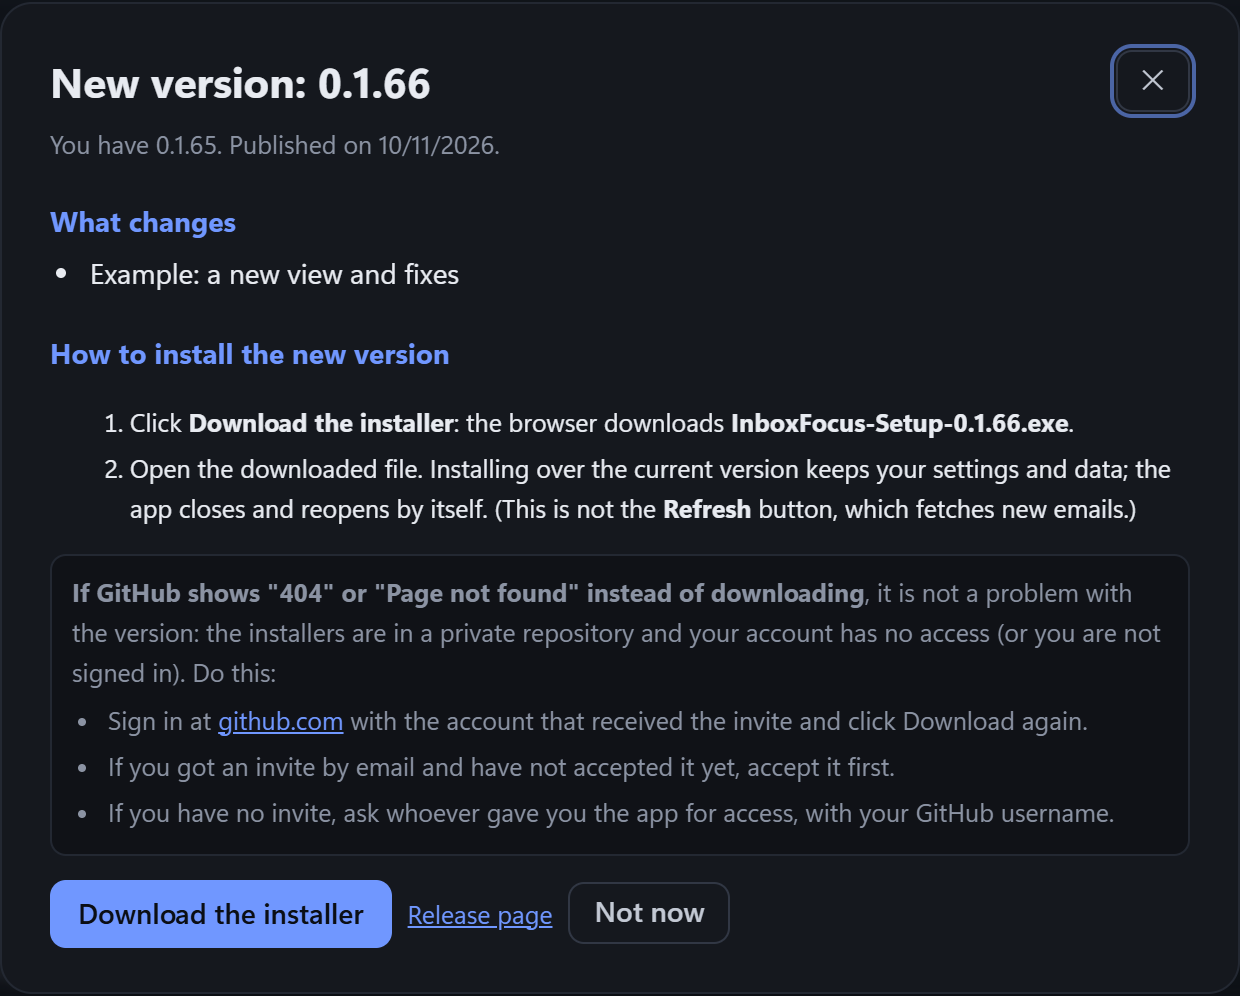 New version: 0.1.66
You have 0.1.65. Published on 10/11/2026.
What changes
• Example: a new view and fixes
How to install the new version
1. Click Download the installer: the browser downloads InboxFocus-Setup-0.1.66.exe.
2. Open the downloaded file. Installing over the current version keeps your settings and data; the
app closes and reopens by itself. (This is not the Refresh button, which fetches new emails.)
If GitHub shows "404" or "Page not found" instead of downloading, it is not a problem with
the version: the installers are in a private repository and your account has no access (or you are not
signed in). Do this:
• Sign in at github.com with the account that received the invite and click Download again.
• If you got an invite by email and have not accepted it yet, accept it first.
• If you have no invite, ask whoever gave you the app for access, with your GitHub username.
Download the installer Release page Not now